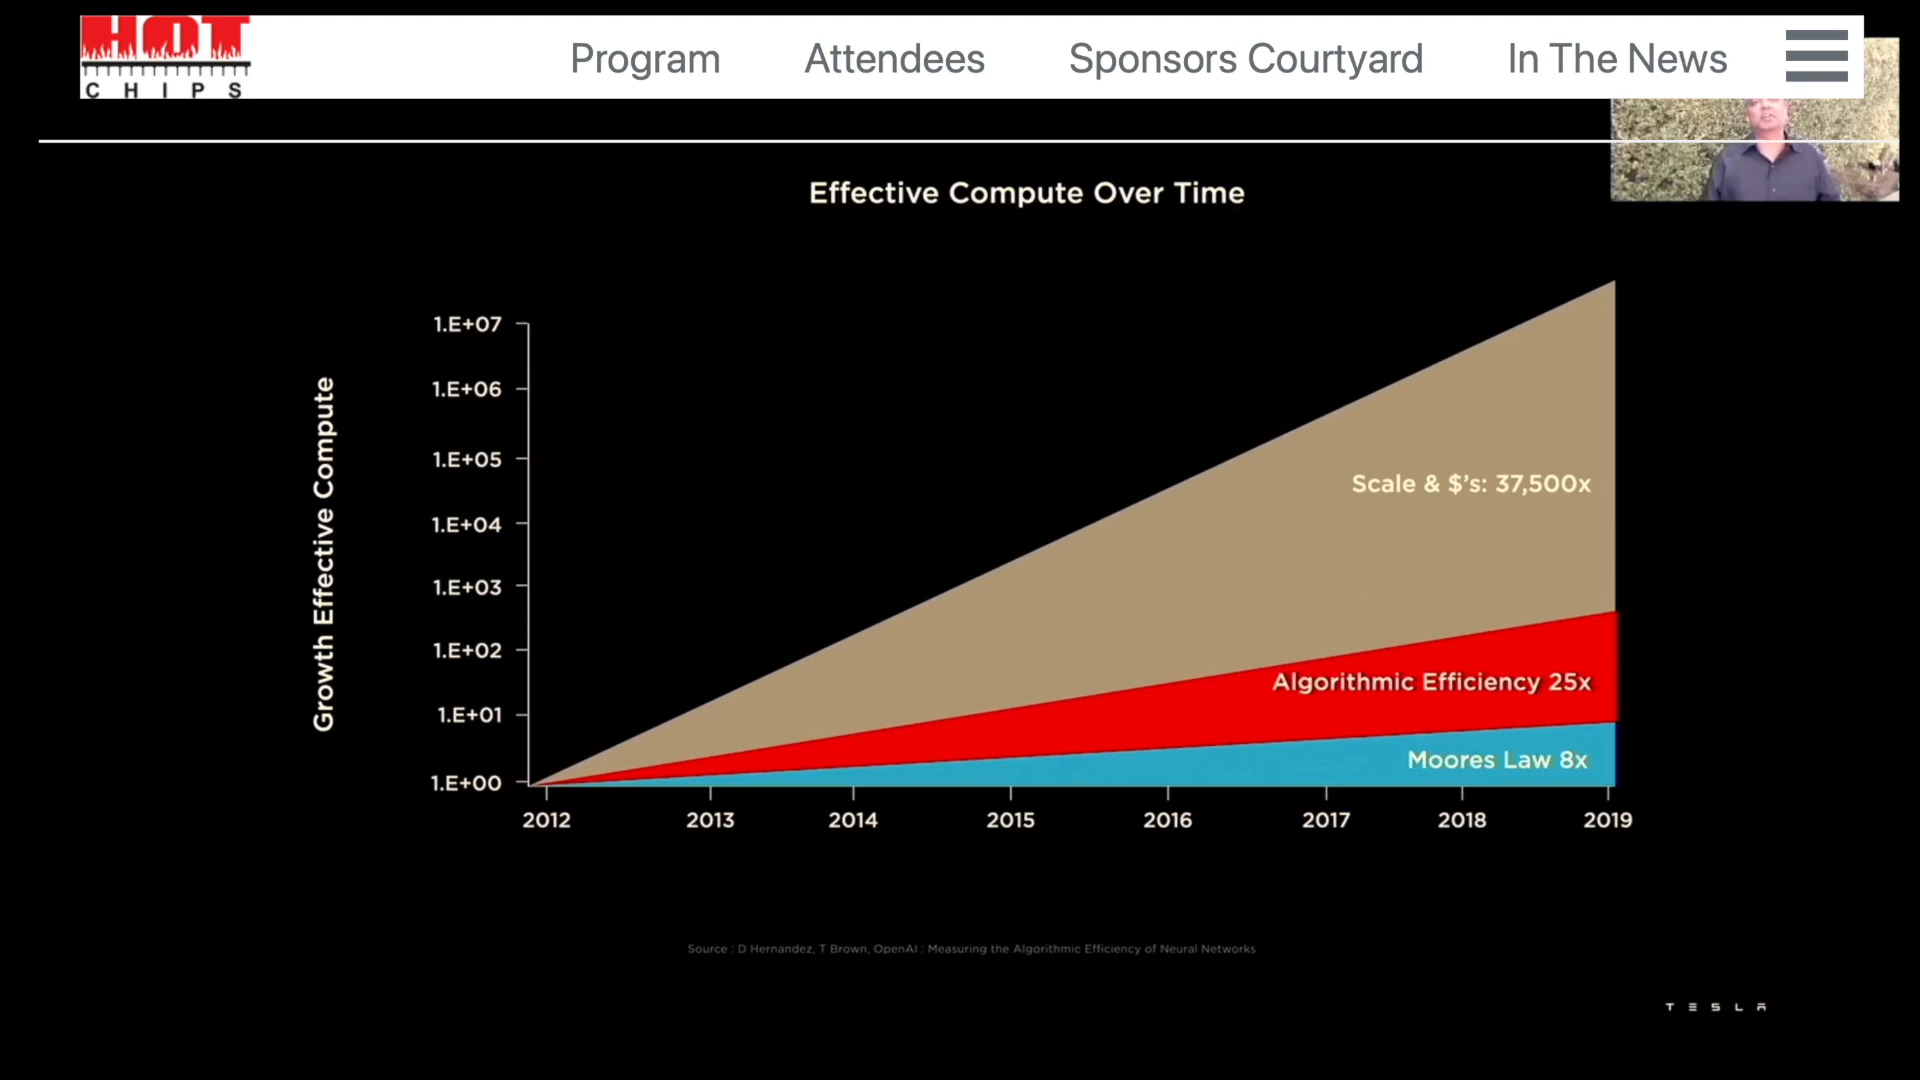 HOT
CHIPS
Program Attendees Sponsors Courtyard In The News
Effective Compute Over Time
Growth Effective Compute
1.E+07
1.E+06
1.E+05
1.E+04
1.E+03
1.E+02
1.E+01
1.E+00
Scale & $'s: 37,500x
Algorithmic Efficiency 25x
Moores Law 8x
2012 2013 2014 2015 2016 2017 2018 2019
Source : D Hernandez, T Brown, OpenAI : Measuring the Algorithmic Efficiency of Neural Networks
TESLA